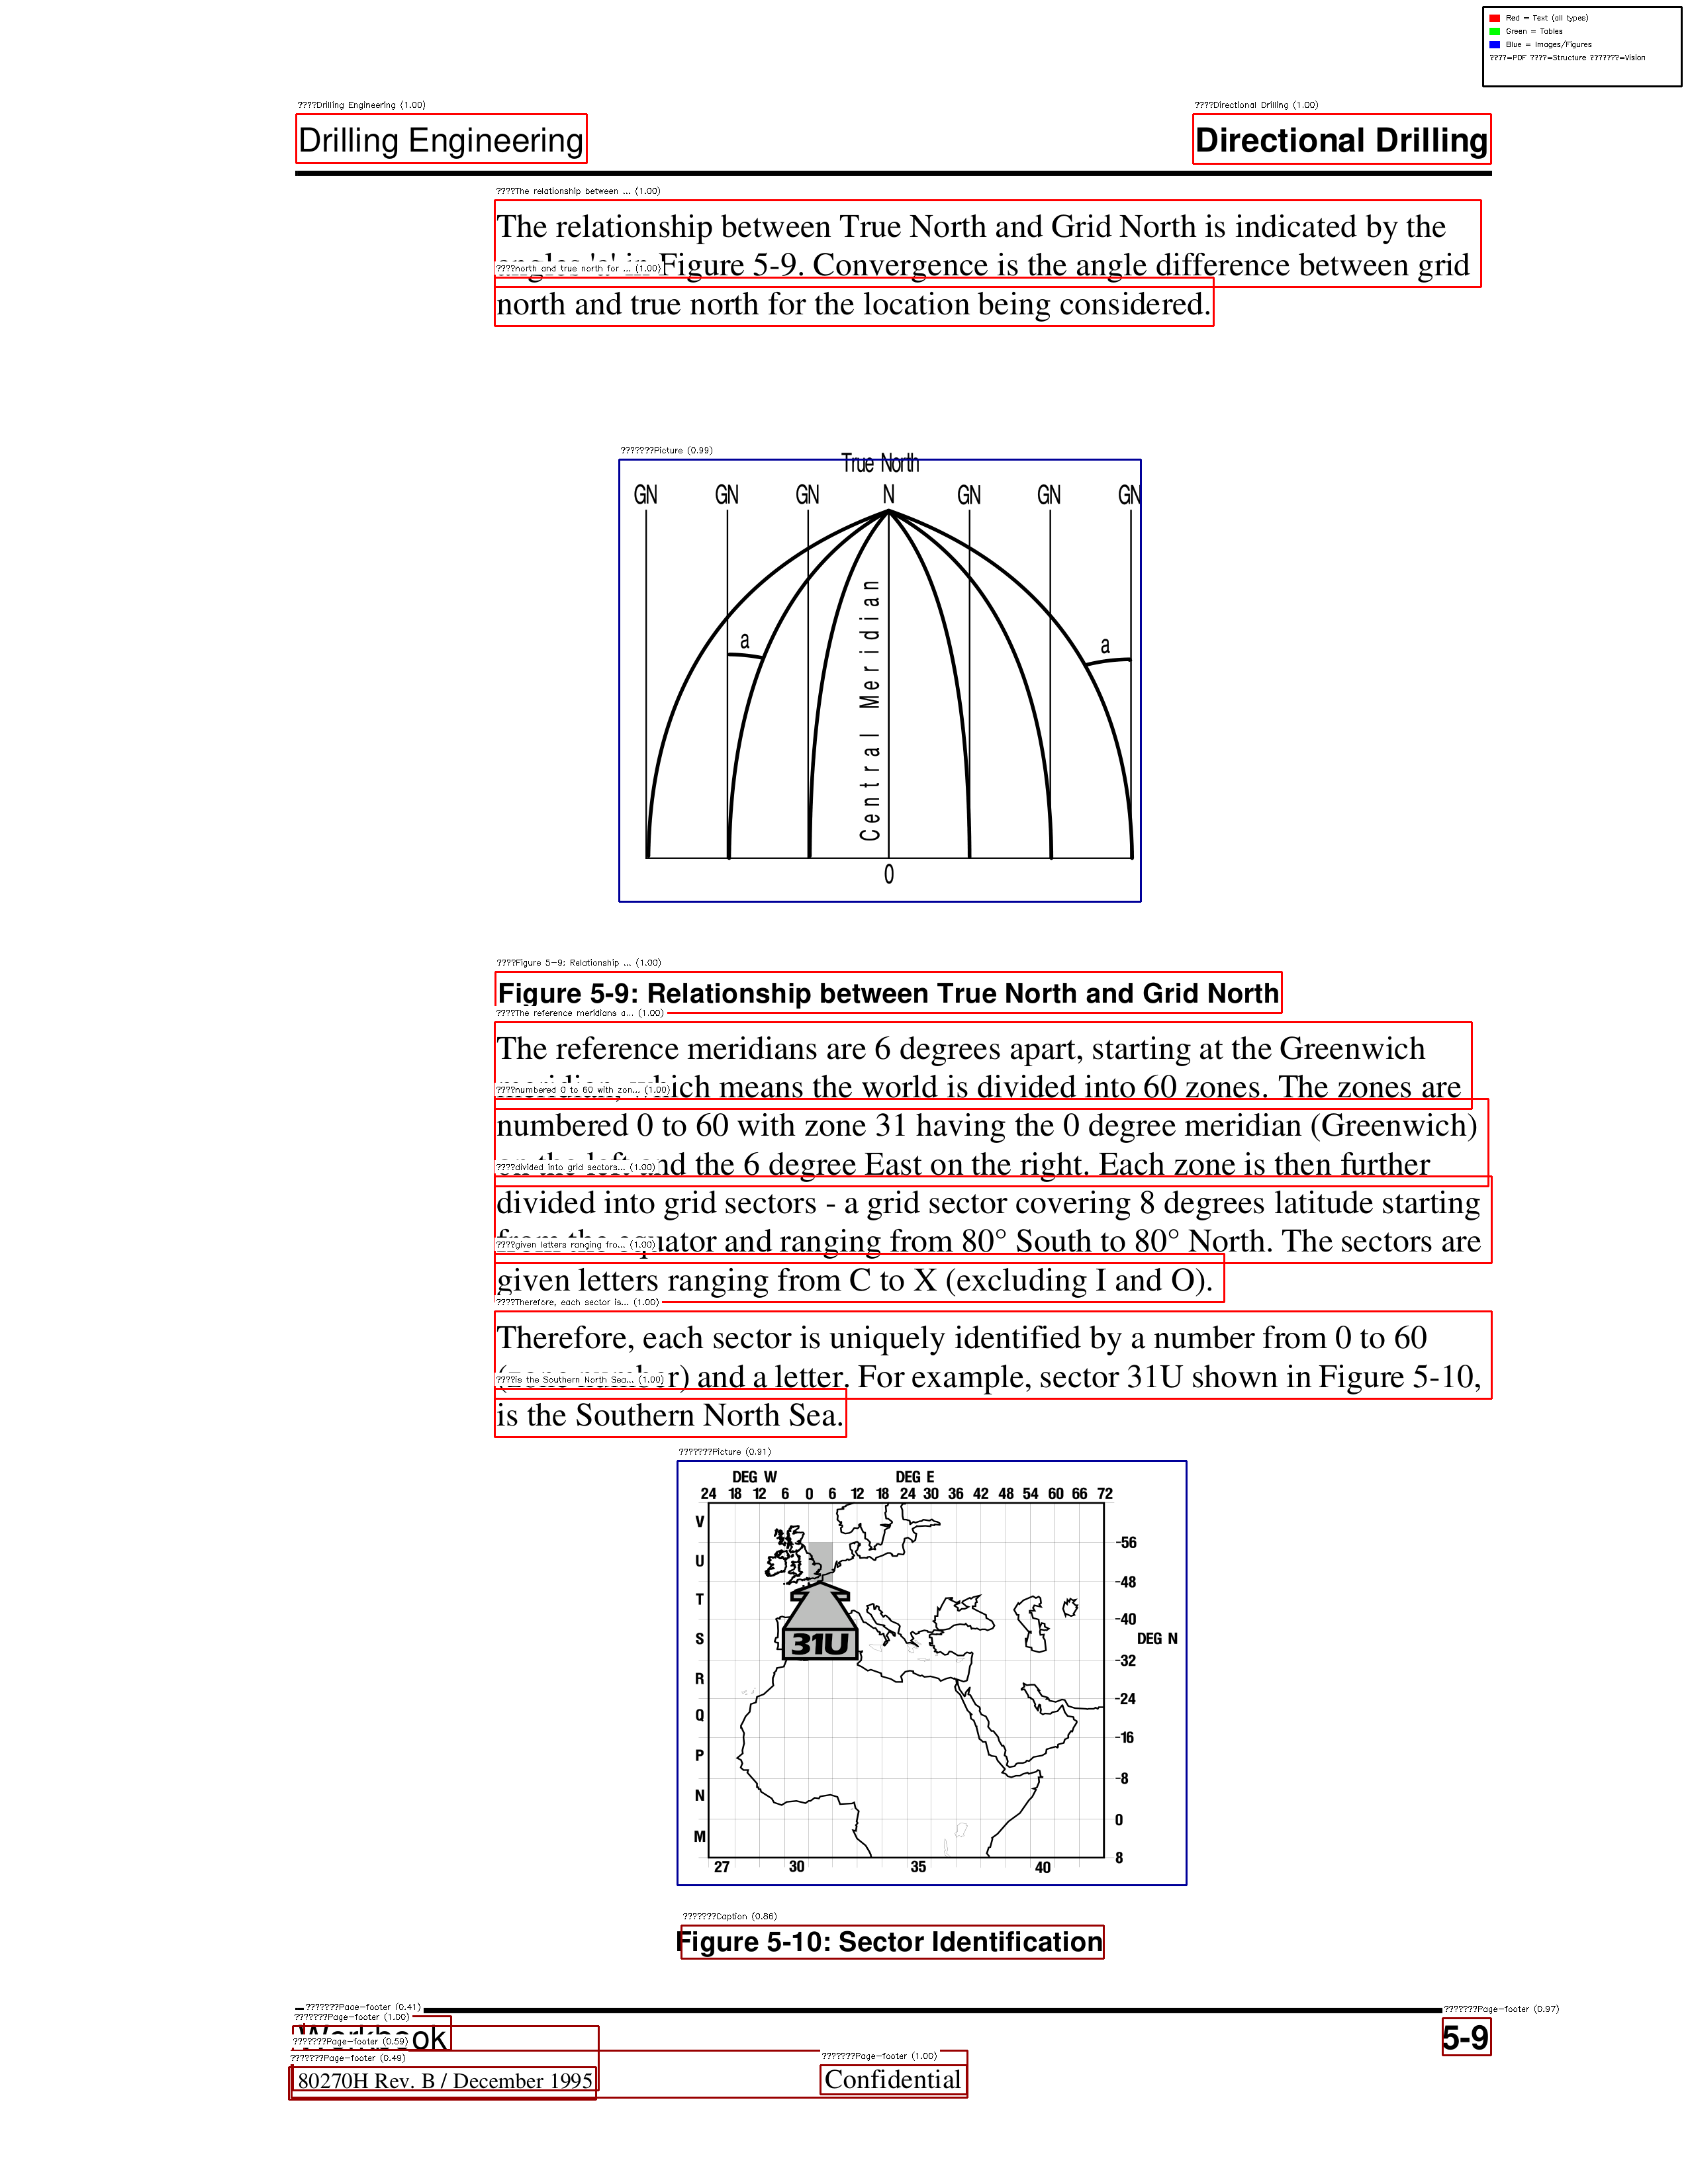 Red = Text (all types)
Green = Tables
Blue = Images/Figures
????=PDF ????=Structure ???????=Vision
????Drilling Engineering (1.00)
????Directional Drilling (1.00)
Drilling Engineering
Directional Drilling
????The relationship between ... (1.00)
The relationship between True North and Grid North is indicated by the
????north and true north for ... (1.00)
Figure 5-9. Convergence is the angle difference between grid
north and true north for the location being considered.
???????Picture (0.99)
True North
GN GN GN N GN GN GN
a a
Central Meridian
0
????Figure 5-9: Relationship ... (1.00)
Figure 5-9: Relationship between True North and Grid North
????The reference meridians a... (1.00)
The reference meridians are 6 degrees apart, starting at the Greenwich
????numbered 0 to 60 with zon... (1.00)
which means the world is divided into 60 zones. The zones are
numbered 0 to 60 with zone 31 having the 0 degree meridian (Greenwich)
????divided into grid sectors... (1.00)
and the 6 degree East on the right. Each zone is then further
divided into grid sectors - a grid sector covering 8 degrees latitude starting
????given letters ranging fro... (1.00)
equator and ranging from 80° South to 80° North. The sectors are
given letters ranging from C to X (excluding I and O).
????Therefore, each sector is... (1.00)
Therefore, each sector is uniquely identified by a number from 0 to 60
????is the Southern North Sea... (1.00)
and a letter. For example, sector 31U shown in Figure 5-10,
is the Southern North Sea.
???????Picture (0.91)
DEG W DEG E
24 18 12 6 0 6 12 18 24 30 36 42 48 54 60 66 72
V
-56
U
-48
T
-40
S
31U
DEG N
-32
R
-24
Q
-16
P
-8
N
0
M
8
27 30 35 40
???????Caption (0.86)
Figure 5-10: Sector Identification
???????Page-footer (0.41)
???????Page-footer (0.97)
???????Page-footer (1.00)
Workbook
5-9
???????Page-footer (0.59)
???????Page-footer (0.49)
???????Page-footer (1.00)
80270H Rev. B / December 1995
Confidential